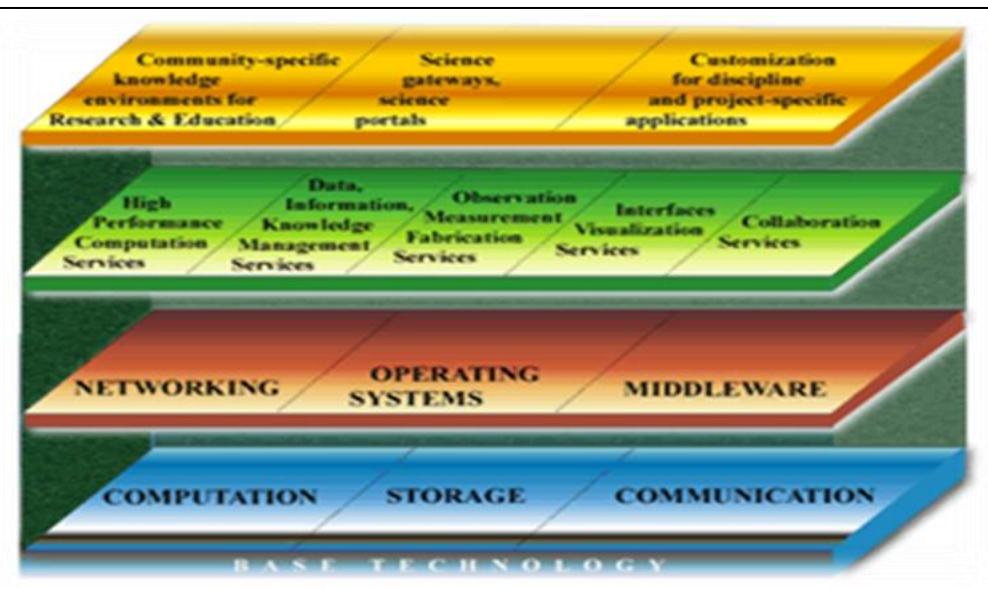 Community-specific
knowledge
environments for
Research & Education
Science
gateways,
science
portals
Customization
for discipline
and project-specific
applications
High
Performance
Computation
Services
Data,
Information,
Knowledge
Management
Services
Observation
Measurement
Fabrication
Services
Interfaces
Visualization
Services
Collaboration
Services
NETWORKING
OPERATING
SYSTEMS
MIDDLEWARE
COMPUTATION
STORAGE
COMMUNICATION
BASE TECHNOLOGY